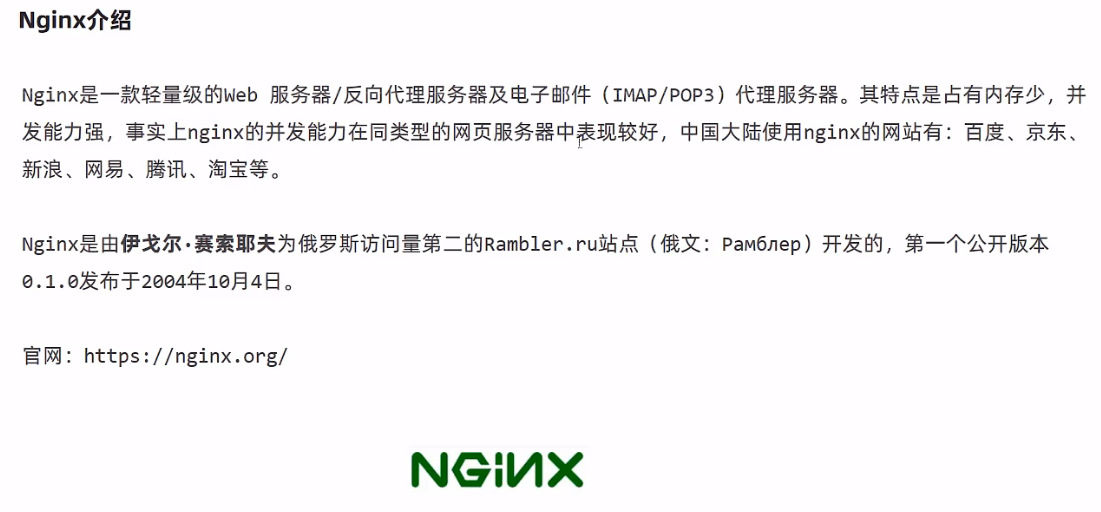 Nginx介绍
Nginx是一款轻量级的Web 服务器/反向代理服务器及电子邮件（IMAP/POP3）代理服务器。其特点是占有内存少，并
发能力强，事实上nginx的并发能力在同类型的网页服务器中表现较好，中国大陆使用nginx的网站有：百度、京东、
新浪、网易、腾讯、淘宝等。
Nginx是由伊戈尔·赛索耶夫为俄罗斯访问量第二的Rambler.ru站点（俄文：Рамблер）开发的，第一个公开版本
0.1.0发布于2004年10月4日。
官网：https://nginx.org/
NGiNX